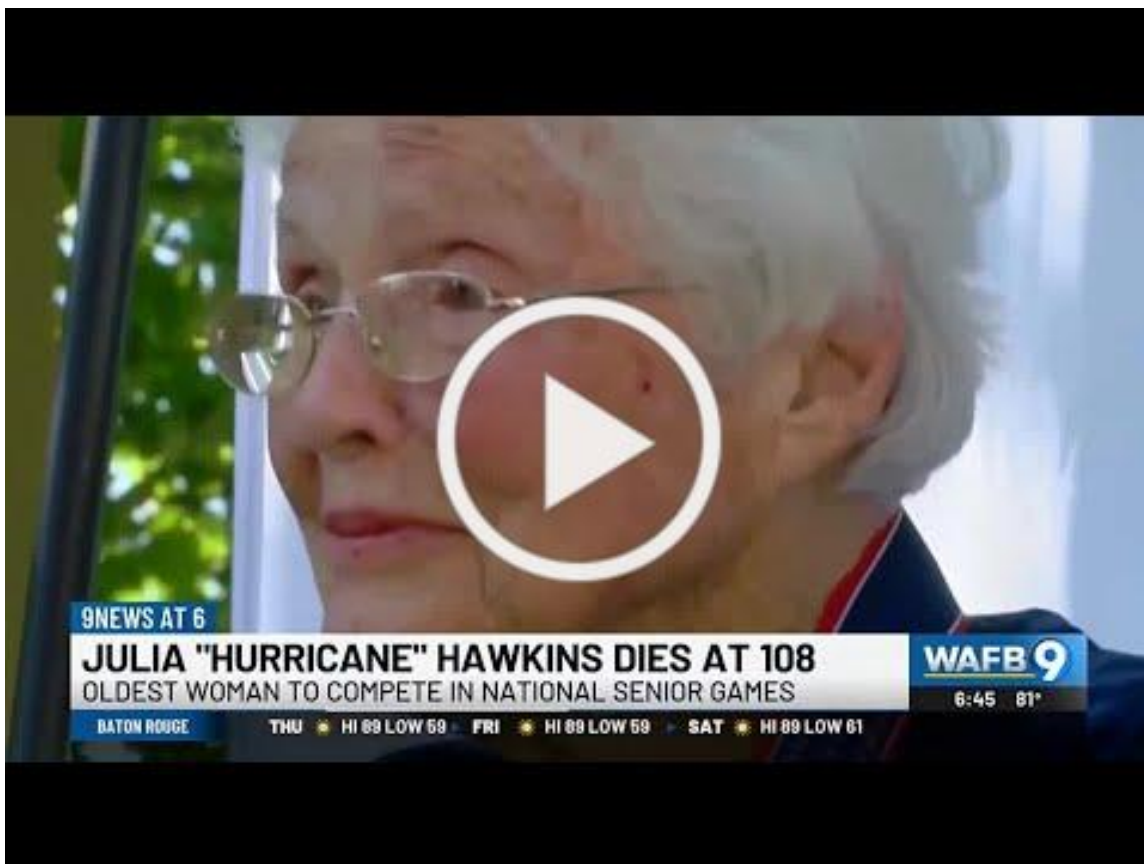 9NEWS AT 6
JULIA "HURRICANE" HAWKINS DIES AT 108
OLDEST WOMAN TO COMPETE IN NATIONAL SENIOR GAMES
WAFB 9
6:45 81°
BATON ROUGE THU HI 89 LOW 59 FRI HI 89 LOW 59 SAT HI 89 LOW 61